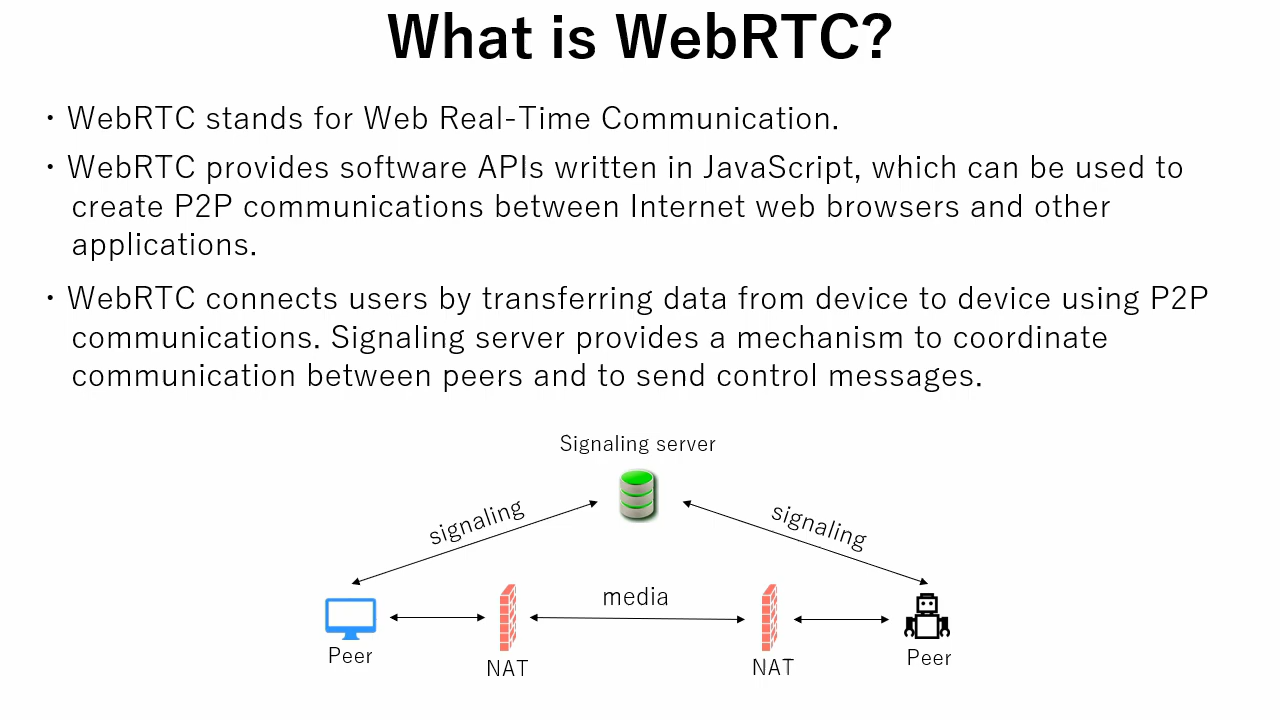 What is WebRTC?
・WebRTC stands for Web Real-Time Communication.
・WebRTC provides software APIs written in JavaScript, which can be used to
create P2P communications between Internet web browsers and other
applications.
・WebRTC connects users by transferring data from device to device using P2P
communications. Signaling server provides a mechanism to coordinate
communication between peers and to send control messages.
Signaling server
signaling
signaling
media
Peer
NAT
NAT
Peer